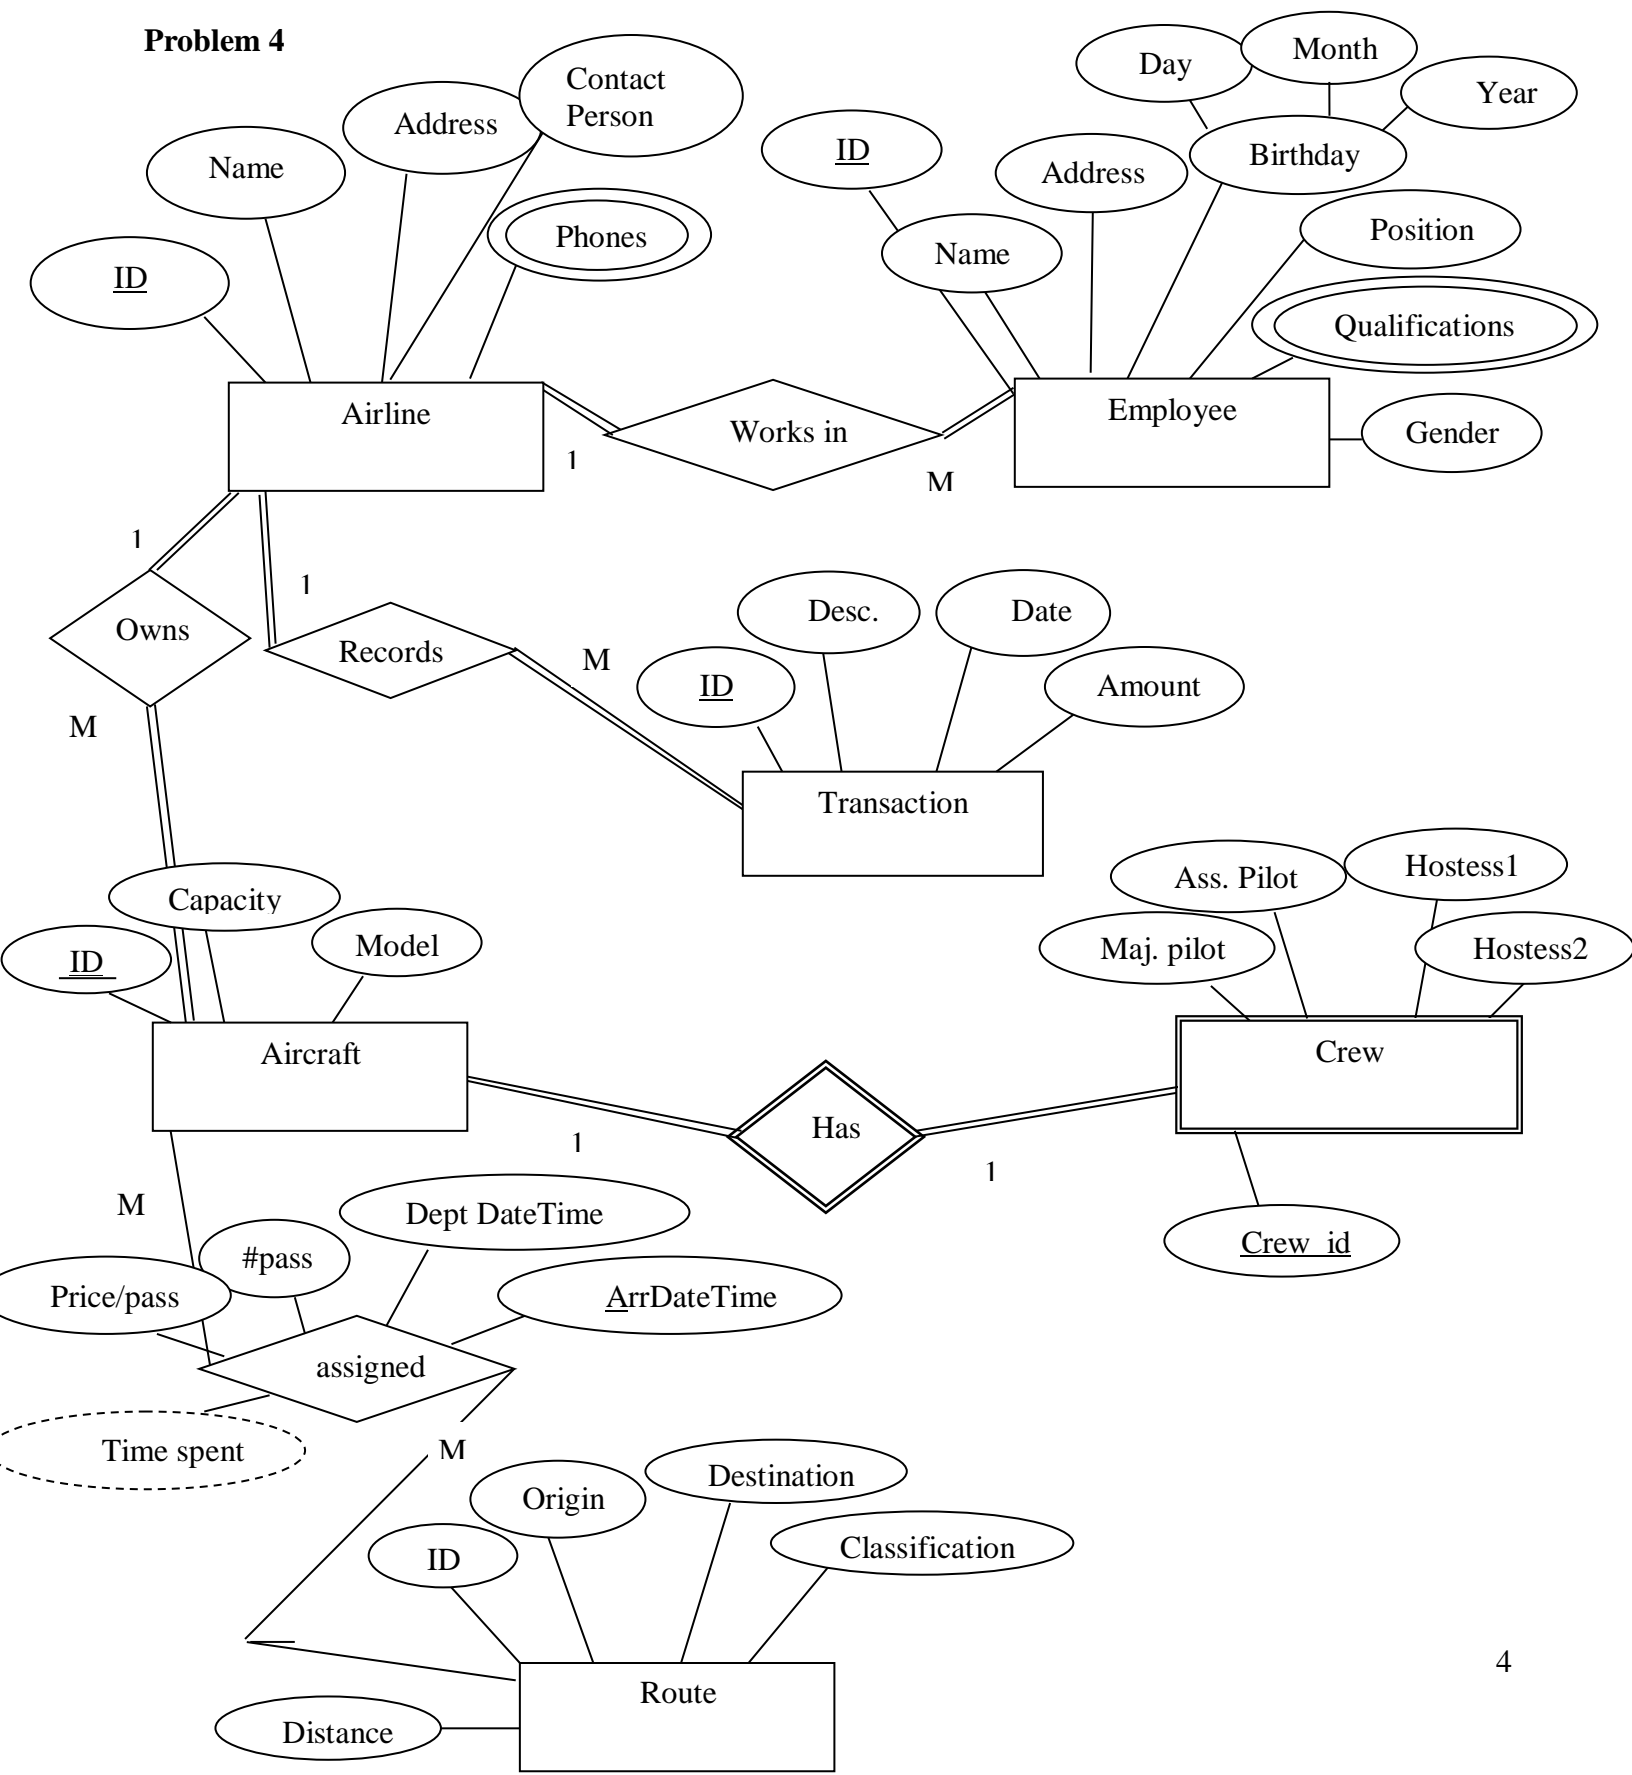 Problem 4
Contact
Person
Address
Name
ID
Phones
Day
Month
Year
ID
Address
Birthday
Name
Position
Qualifications
Gender
Airline
Works in
Employee
1
M
1
1
Owns
Records
M
M
Desc.
Date
ID
Amount
Transaction
Capacity
ID
Model
Aircraft
Ass. Pilot
Hostess1
Maj. pilot
Hostess2
Crew
Has
1
1
Crew_id
M
Dept DateTime
#pass
Price/pass
ArrDateTime
assigned
Time spent
M
Origin
Destination
ID
Classification
Route
Distance
4